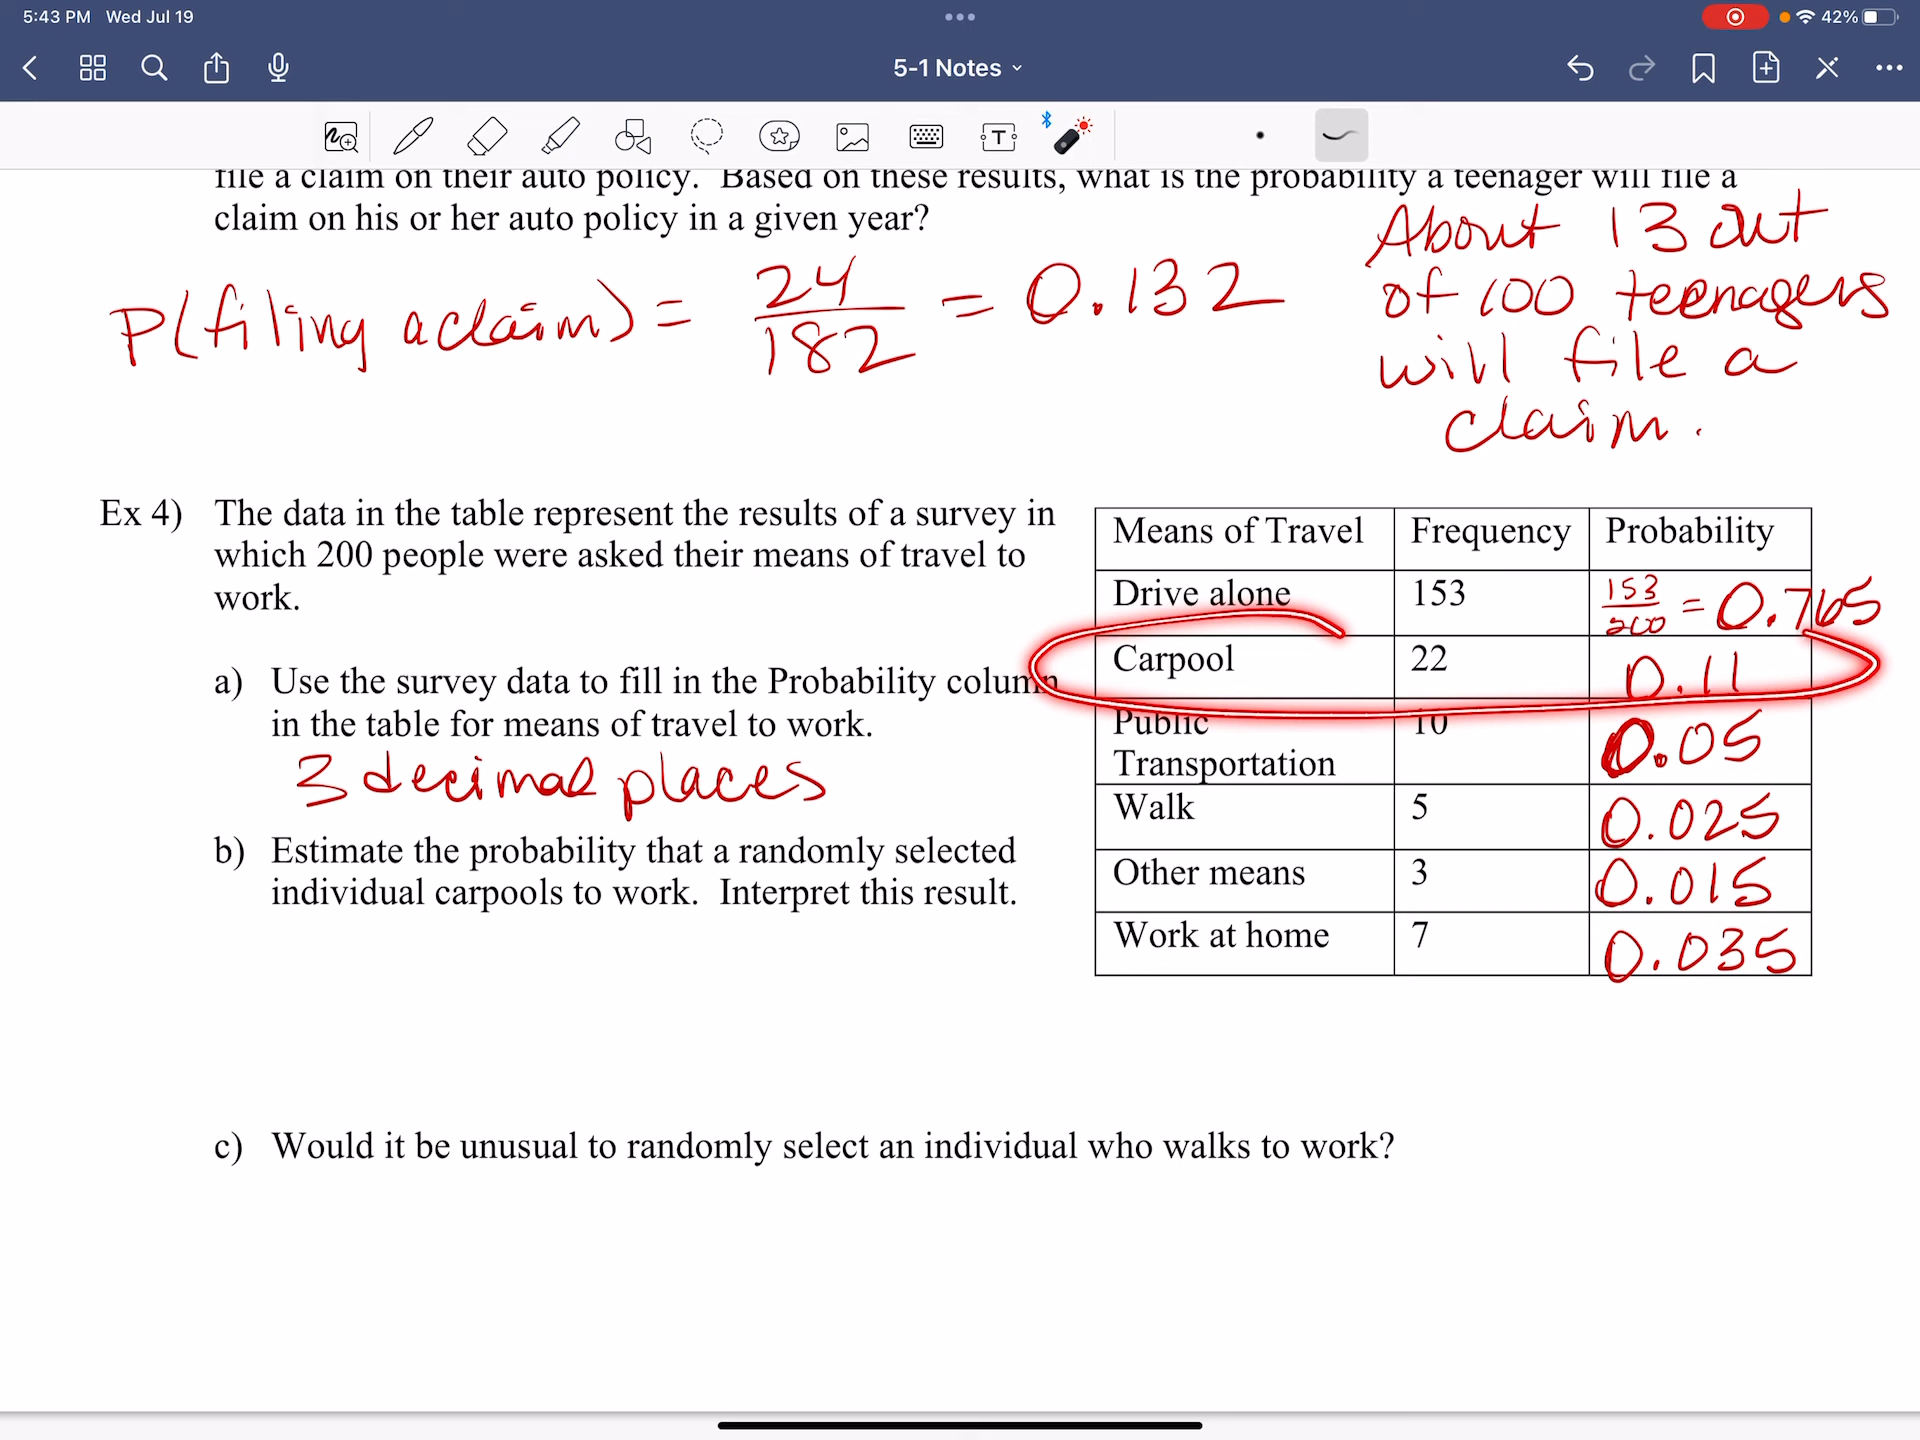 5:43 PM Wed Jul 19
42%
5-1 Notes
file a claim on their auto policy. Based on these results, what is the probability a teenager will file a
claim on his or her auto policy in a given year?
P(filing a claim) = 24/182 = 0.132
About 13 out
of 100 teenagers
will file a
claim.
Ex 4) The data in the table represent the results of a survey in
which 200 people were asked their means of travel to
work.
a) Use the survey data to fill in the Probability column
in the table for means of travel to work.
3 decimal places
b) Estimate the probability that a randomly selected
individual carpools to work. Interpret this result.
Means of Travel Frequency Probability
Drive alone 153 153/200 = 0.765
Carpool 22 0.11
Public
Transportation 10 0.05
Walk 5 0.025
Other means 3 0.015
Work at home 7 0.035
c) Would it be unusual to randomly select an individual who walks to work?